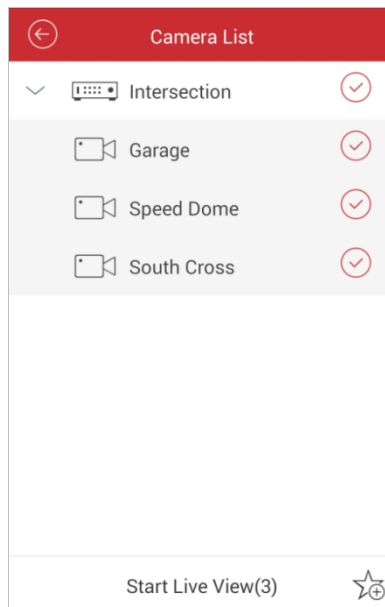 Camera List
Intersection
Garage
Speed Dome
South Cross
Start Live View(3)